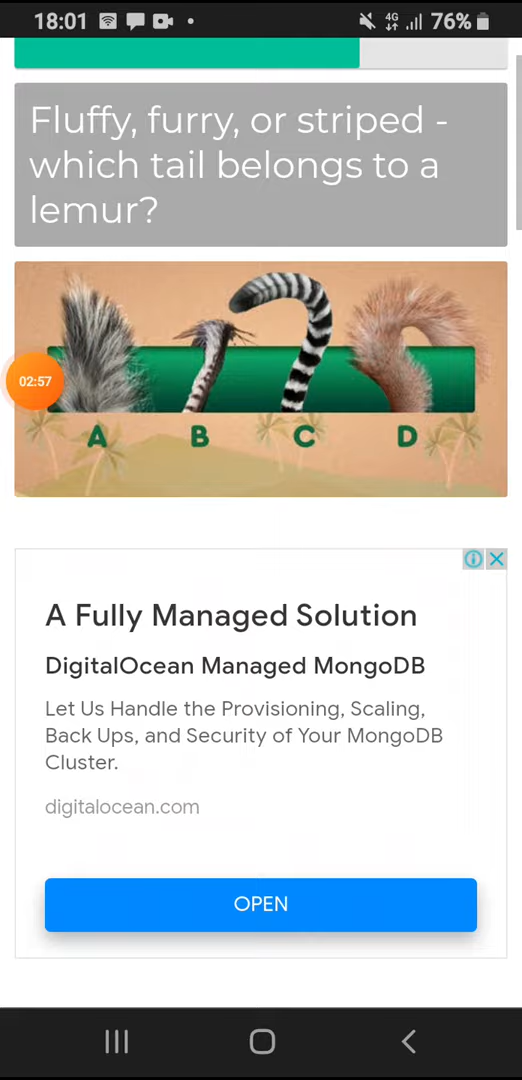 18:01 4G 76%
Fluffy, furry, or striped -
which tail belongs to a
lemur?
02:57
A B C D
A Fully Managed Solution
DigitalOcean Managed MongoDB
Let Us Handle the Provisioning, Scaling,
Back Ups, and Security of Your MongoDB
Cluster.
digitalocean.com
OPEN